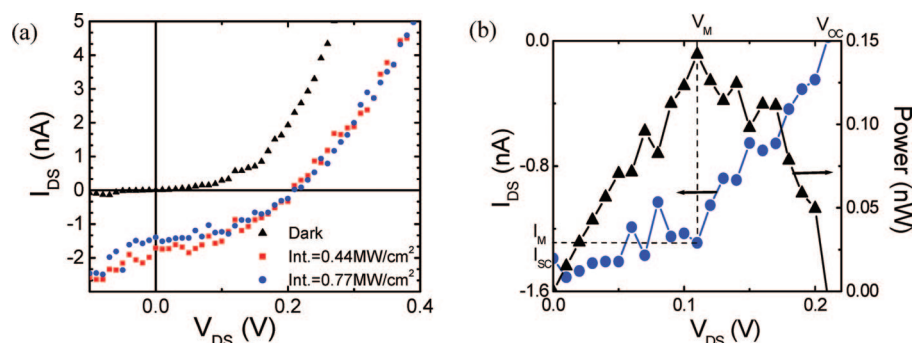 (a)
I_DS (nA)
5
4
3
2
1
0
-1
-2
Dark
Int.=0.44MW/cm²
Int.=0.77MW/cm²
0.0
0.2
0.4
V_DS (V)
(b)
V_M
V_OC
I_DS (nA)
0.0
-0.8
I_M
I_SC
-1.6
0.15
0.10
0.05
0.00
Power (nW)
0.0
0.1
0.2
V_DS (V)